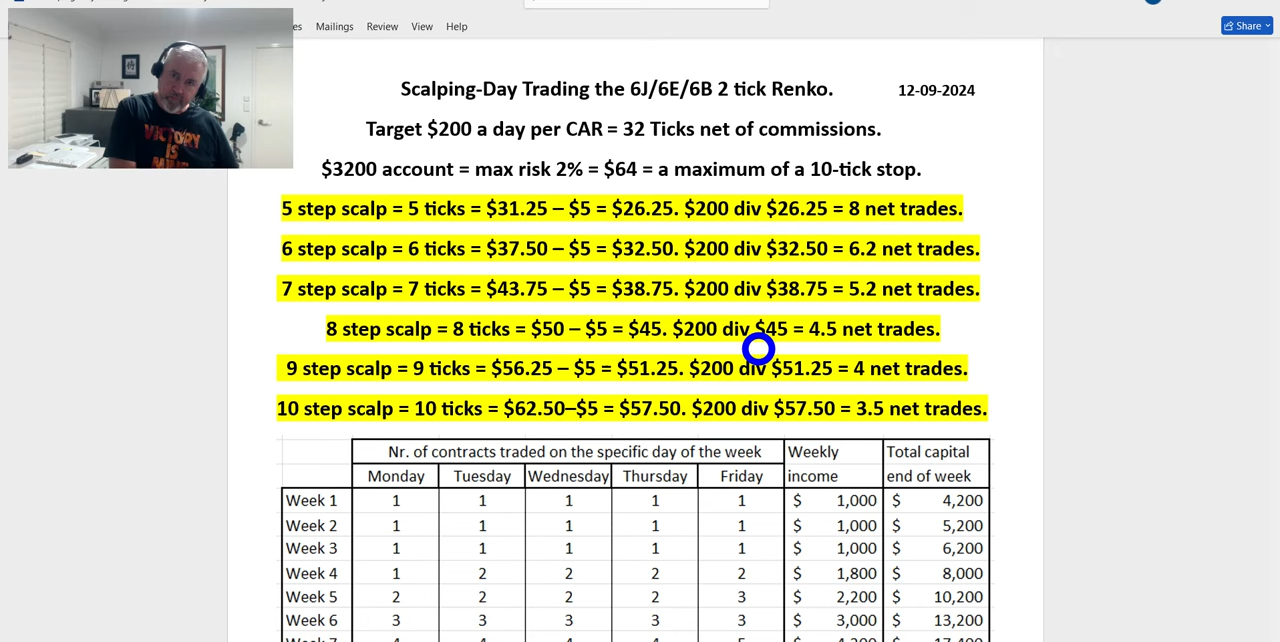 es Mailings Review View Help
Share
VICTORY
IS
Scalping-Day Trading the 6J/6E/6B 2 tick Renko. 12-09-2024
Target $200 a day per CAR = 32 Ticks net of commissions.
$3200 account = max risk 2% = $64 = a maximum of a 10-tick stop.
5 step scalp = 5 ticks = $31.25 – $5 = $26.25. $200 div $26.25 = 8 net trades.
6 step scalp = 6 ticks = $37.50 – $5 = $32.50. $200 div $32.50 = 6.2 net trades.
7 step scalp = 7 ticks = $43.75 – $5 = $38.75. $200 div $38.75 = 5.2 net trades.
8 step scalp = 8 ticks = $50 – $5 = $45. $200 div $45 = 4.5 net trades.
9 step scalp = 9 ticks = $56.25 – $5 = $51.25. $200 div $51.25 = 4 net trades.
10 step scalp = 10 ticks = $62.50–$5 = $57.50. $200 div $57.50 = 3.5 net trades.
Nr. of contracts traded on the specific day of the week Weekly Total capital
Monday Tuesday Wednesday Thursday Friday income end of week
Week 1 1 1 1 1 1 $ 1,000 $ 4,200
Week 2 1 1 1 1 1 $ 1,000 $ 5,200
Week 3 1 1 1 1 1 $ 1,000 $ 6,200
Week 4 1 2 2 2 2 $ 1,800 $ 8,000
Week 5 2 2 2 2 3 $ 2,200 $ 10,200
Week 6 3 3 3 3 3 $ 3,000 $ 13,200